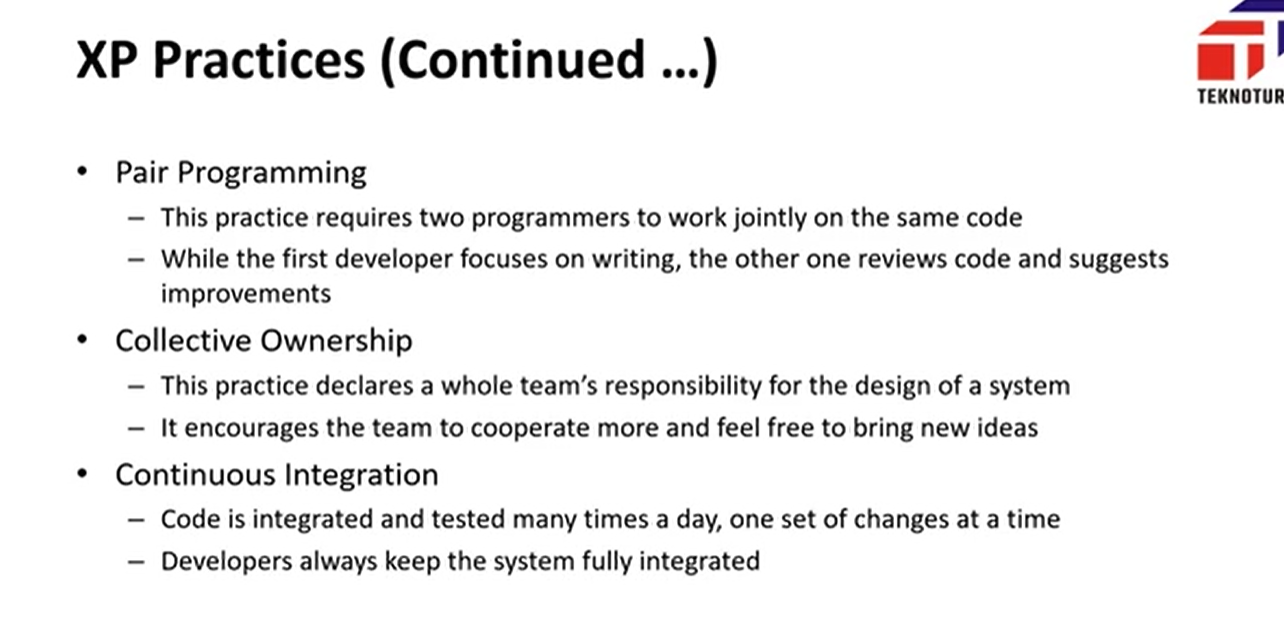 XP Practices (Continued ...)
TEKNOTUR
• Pair Programming
– This practice requires two programmers to work jointly on the same code
– While the first developer focuses on writing, the other one reviews code and suggests
improvements
• Collective Ownership
– This practice declares a whole team’s responsibility for the design of a system
– It encourages the team to cooperate more and feel free to bring new ideas
• Continuous Integration
– Code is integrated and tested many times a day, one set of changes at a time
– Developers always keep the system fully integrated